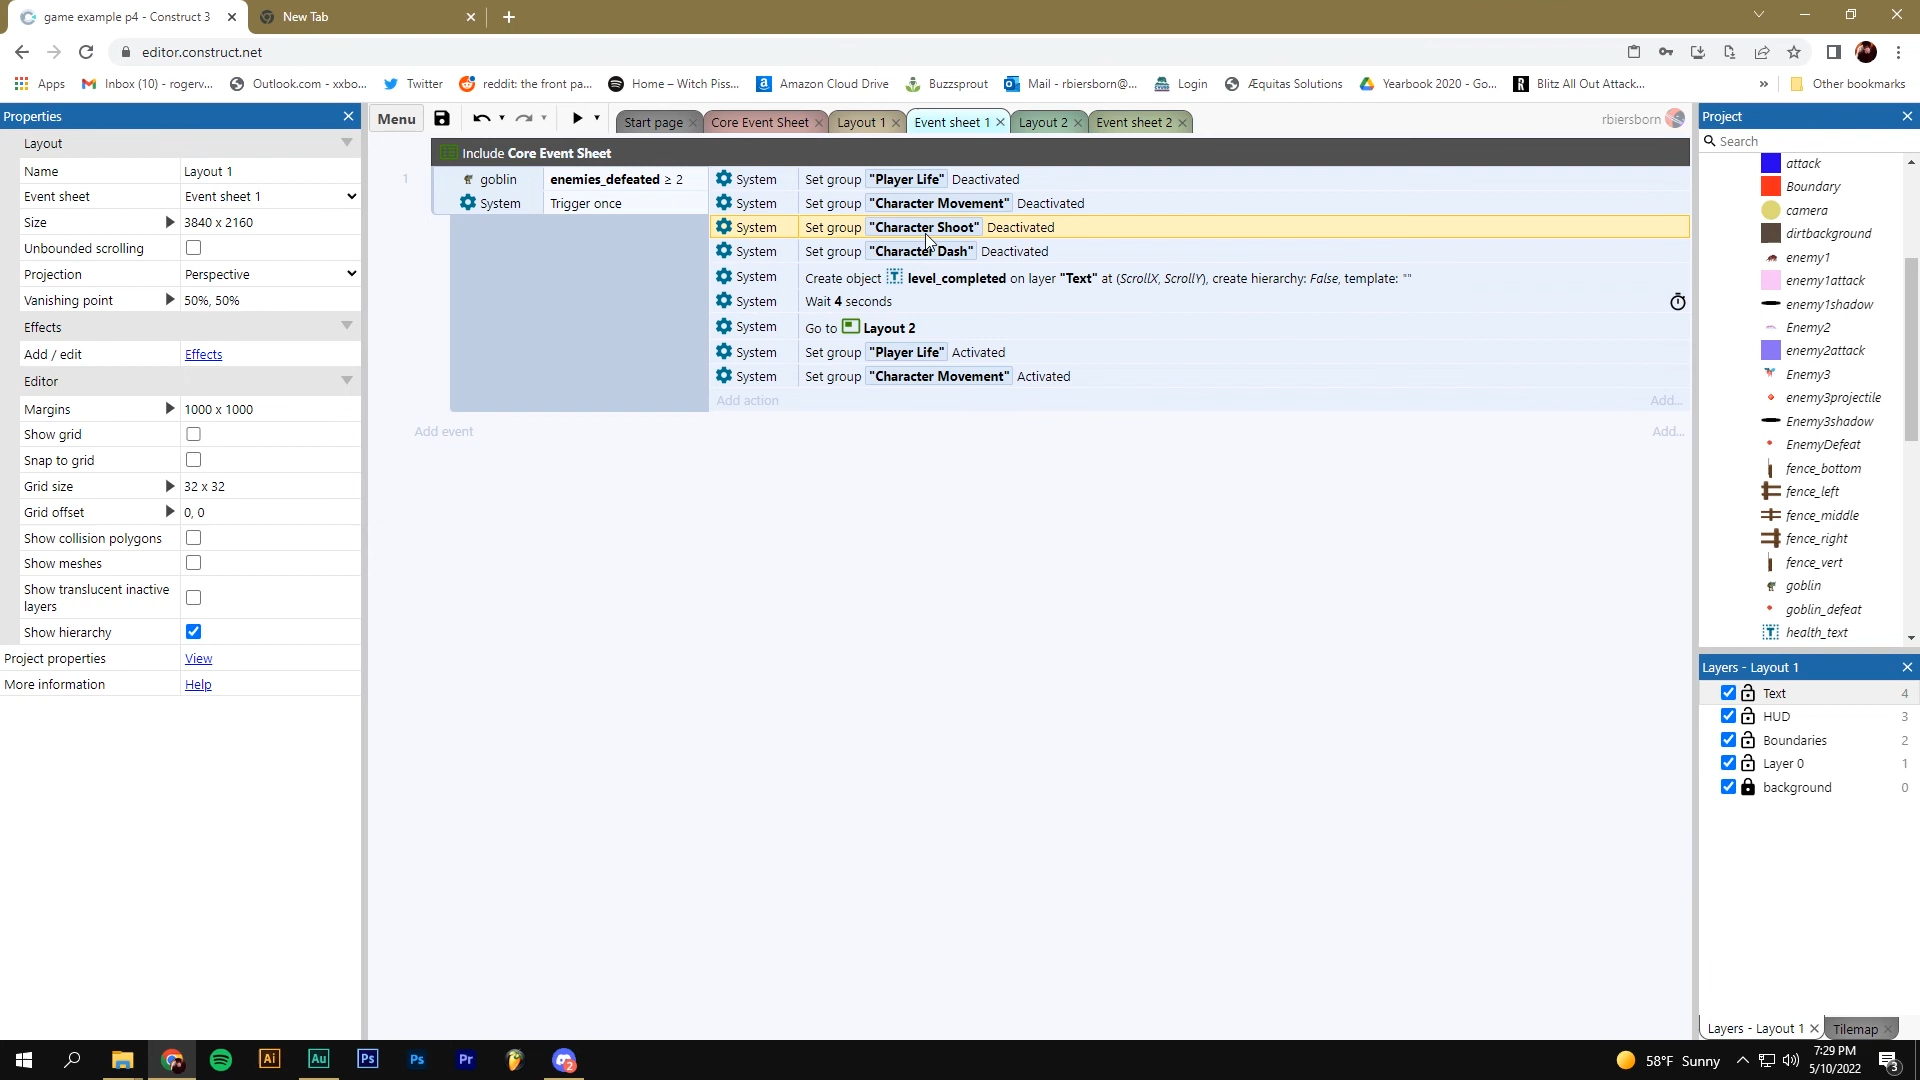 game example p4 - Construct 3
New Tab
editor.construct.net
Apps
Inbox (10) - rogerv...
Outlook.com - xxbo...
Twitter
reddit: the front pa...
Home – Witch Piss...
Amazon Cloud Drive
Buzzsprout
Mail - rbiersborn@...
Login
Æquitas Solutions
Yearbook 2020 - Go...
Blitz All Out Attack...
»
Other bookmarks
Properties
Menu
Start page
Core Event Sheet
Layout 1
Event sheet 1
Layout 2
Event sheet 2
rbiersborn
Project
Search
Layout
Name Layout 1
Event sheet Event sheet 1
Size 3840 x 2160
Unbounded scrolling
Projection Perspective
Vanishing point 50%, 50%
Effects
Add / edit Effects
Editor
Margins 1000 x 1000
Show grid
Snap to grid
Grid size 32 x 32
Grid offset 0, 0
Show collision polygons
Show meshes
Show translucent inactive
layers
Show hierarchy
Project properties View
More information Help
Include Core Event Sheet
1
goblin enemies_defeated ≥ 2
System Trigger once
System Set group "Player Life" Deactivated
System Set group "Character Movement" Deactivated
System Set group "Character Shoot" Deactivated
System Set group "Character Dash" Deactivated
System Create object T level_completed on layer "Text" at (ScrollX, ScrollY), create hierarchy: False, template: ""
System Wait 4 seconds
System Go to Layout 2
System Set group "Player Life" Activated
System Set group "Character Movement" Activated
Add action Add...
Add event Add...
attack
Boundary
camera
dirtbackground
enemy1
enemy1attack
enemy1shadow
Enemy2
enemy2attack
Enemy3
enemy3projectile
Enemy3shadow
EnemyDefeat
fence_bottom
fence_left
fence_middle
fence_right
fence_vert
goblin
goblin_defeat
T health_text
Layers - Layout 1
Text 4
HUD 3
Boundaries 2
Layer 0 1
background 0
Layers - Layout 1
Tilemap
Ai
Au
Ps
Ps
Pr
2
58°F Sunny
7:29 PM
5/10/2022
3